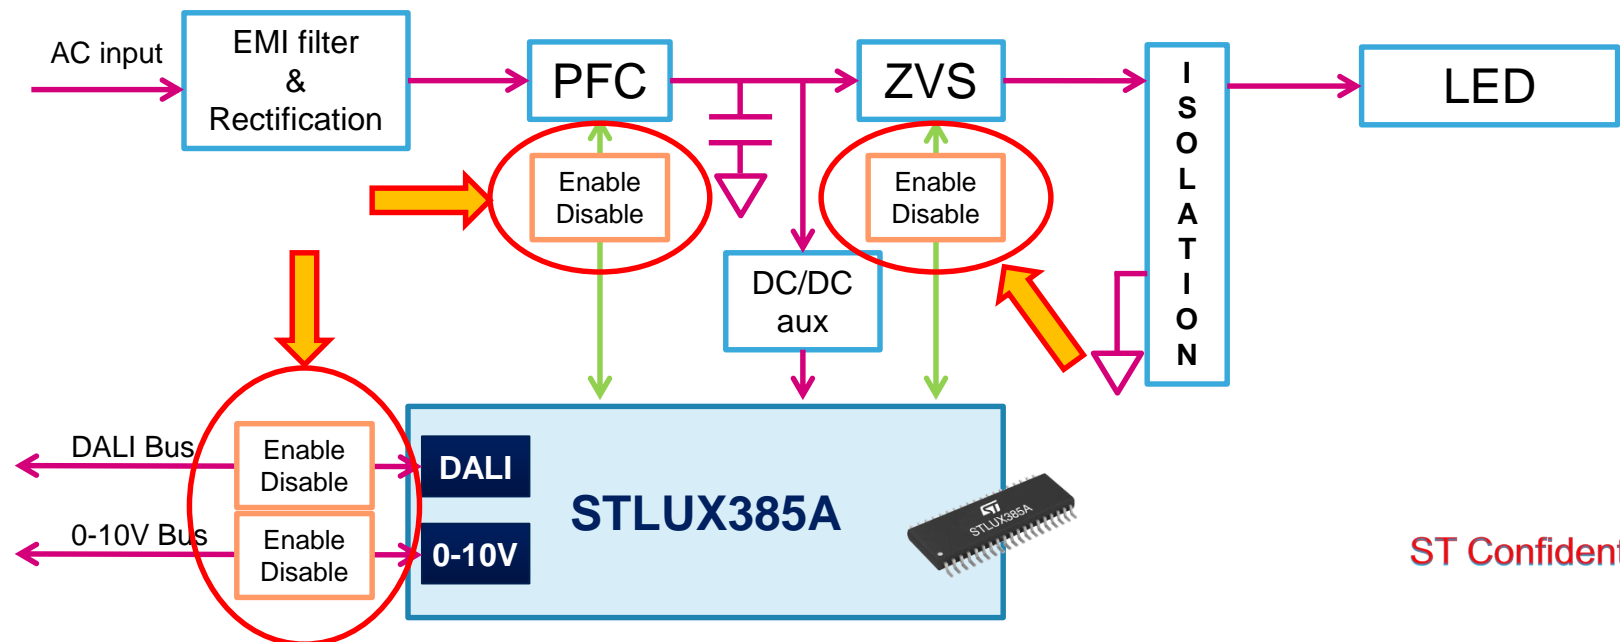 AC input
EMI filter
&
Rectification
PFC
ZVS
I
S
O
L
A
T
I
O
N
LED
Enable
Disable
Enable
Disable
DC/DC
aux
DALI Bus
Enable
Disable
DALI
0-10V Bus
Enable
Disable
0-10V
STLUX385A
ST
STLUX385A
ST Confident